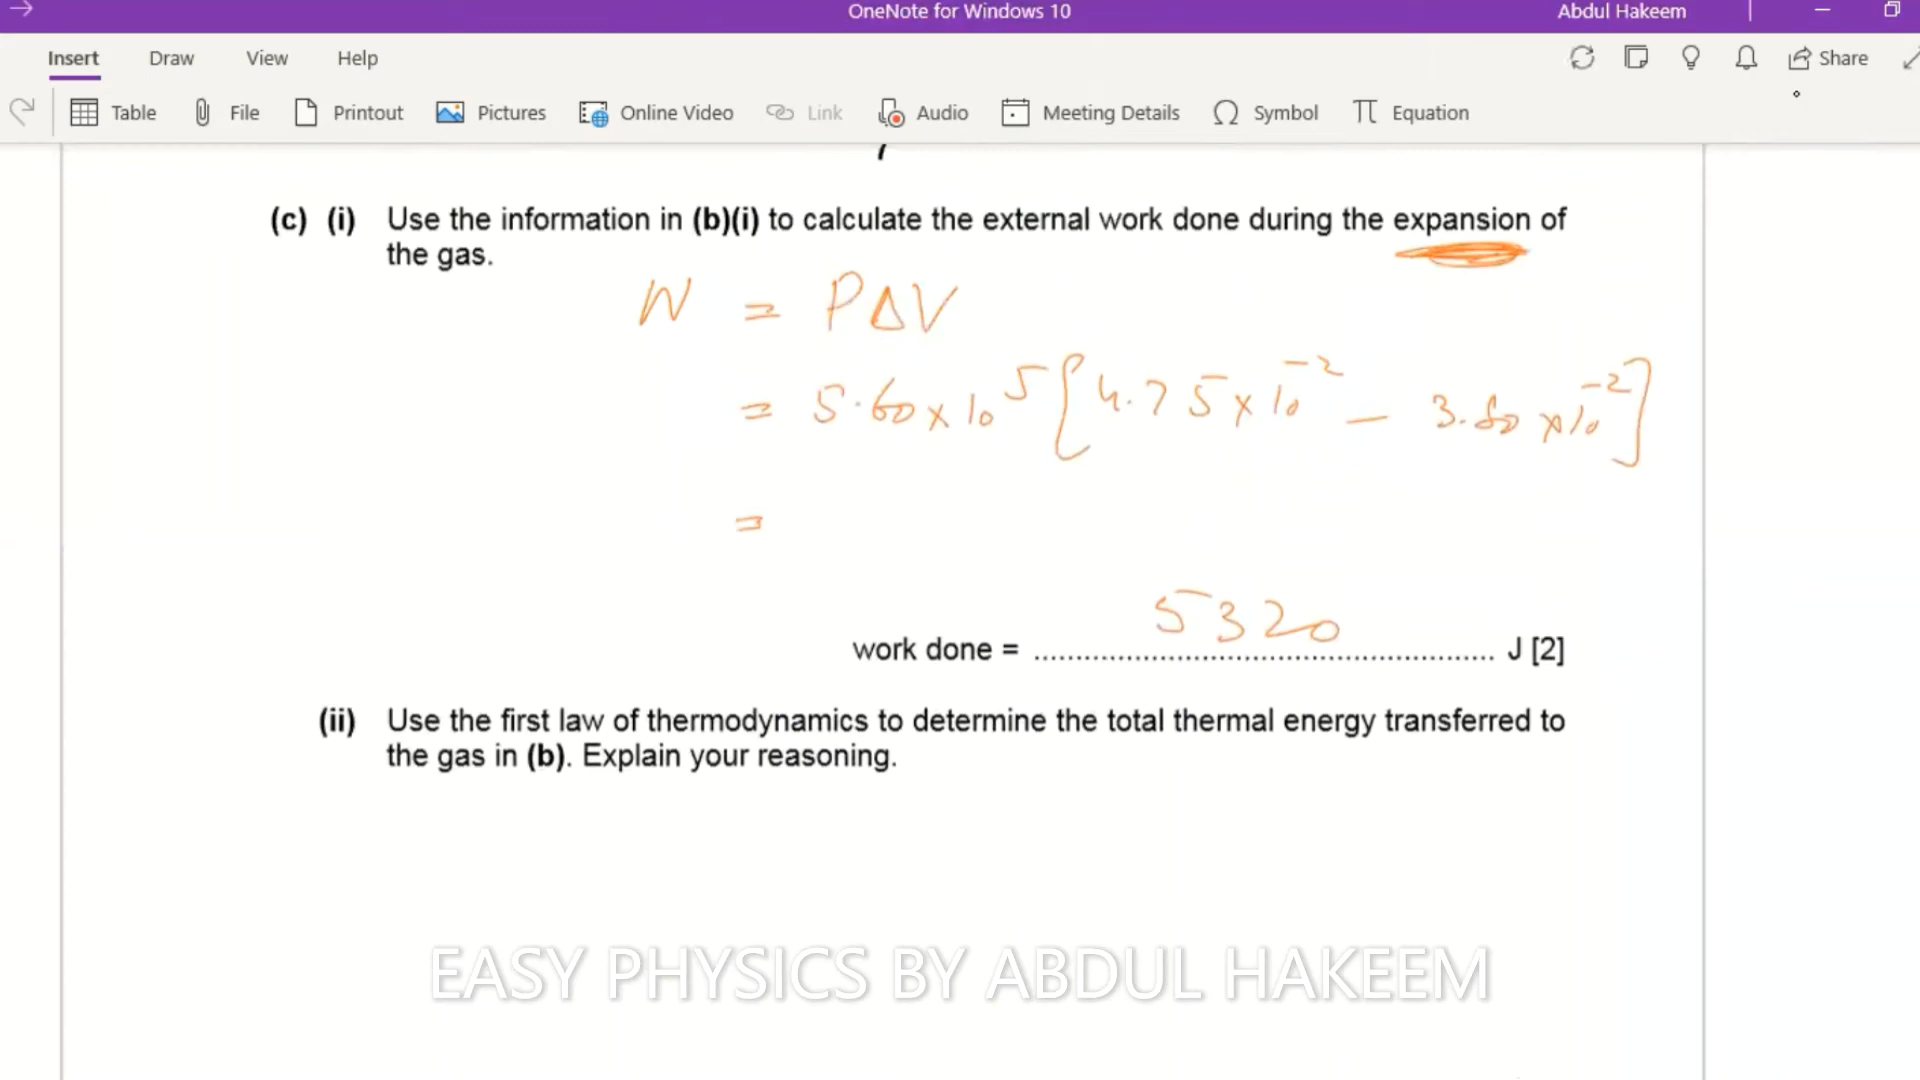 OneNote for Windows 10 Abdul Hakeem
Insert Draw View Help Share
Table File Printout Pictures Online Video Link Audio Meeting Details Symbol Equation
(c) (i) Use the information in (b)(i) to calculate the external work done during the expansion of
the gas.
W = PΔV
= 5.60 x 10^5 [4.75 x 10^-2 - 3.80 x 10^-2]
=
5320
work done = ........................................................ J [2]
(ii) Use the first law of thermodynamics to determine the total thermal energy transferred to
the gas in (b). Explain your reasoning.
EASY PHYSICS BY ABDUL HAKEEM